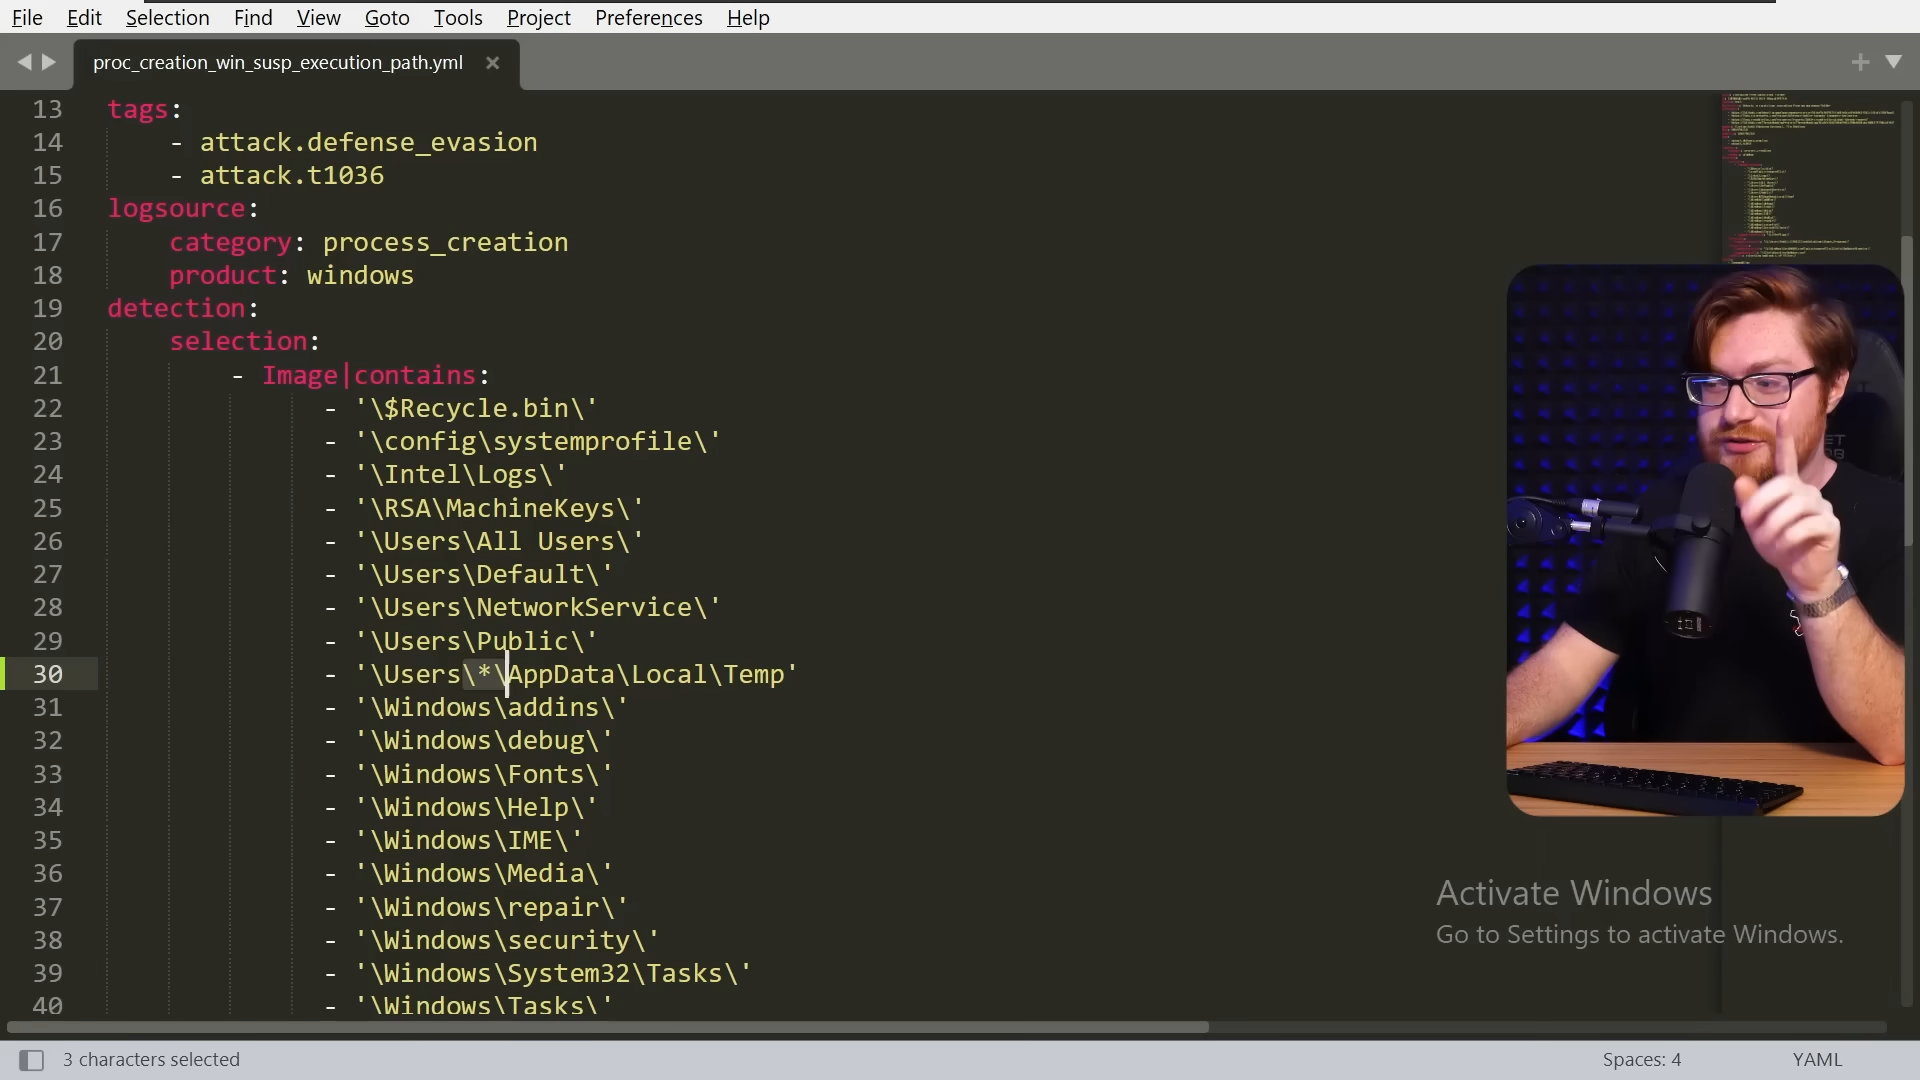 File Edit Selection Find View Goto Tools Project Preferences Help
proc_creation_win_susp_execution_path.yml
13 tags:
14 - attack.defense_evasion
15 - attack.t1036
16 logsource:
17 category: process_creation
18 product: windows
19 detection:
20 selection:
21 - Image|contains:
22 - '\$Recycle.bin\'
23 - '\config\systemprofile\'
24 - '\Intel\Logs\'
25 - '\RSA\MachineKeys\'
26 - '\Users\All Users\'
27 - '\Users\Default\'
28 - '\Users\NetworkService\'
29 - '\Users\Public\'
30 - '\Users\*\AppData\Local\Temp'
31 - '\Windows\addins\'
32 - '\Windows\debug\'
33 - '\Windows\Fonts\'
34 - '\Windows\Help\'
35 - '\Windows\IME\'
36 - '\Windows\Media\'
37 - '\Windows\repair\'
38 - '\Windows\security\'
39 - '\Windows\System32\Tasks\'
40 - '\Windows\Tasks\'
Activate Windows
Go to Settings to activate Windows.
3 characters selected
Spaces: 4
YAML